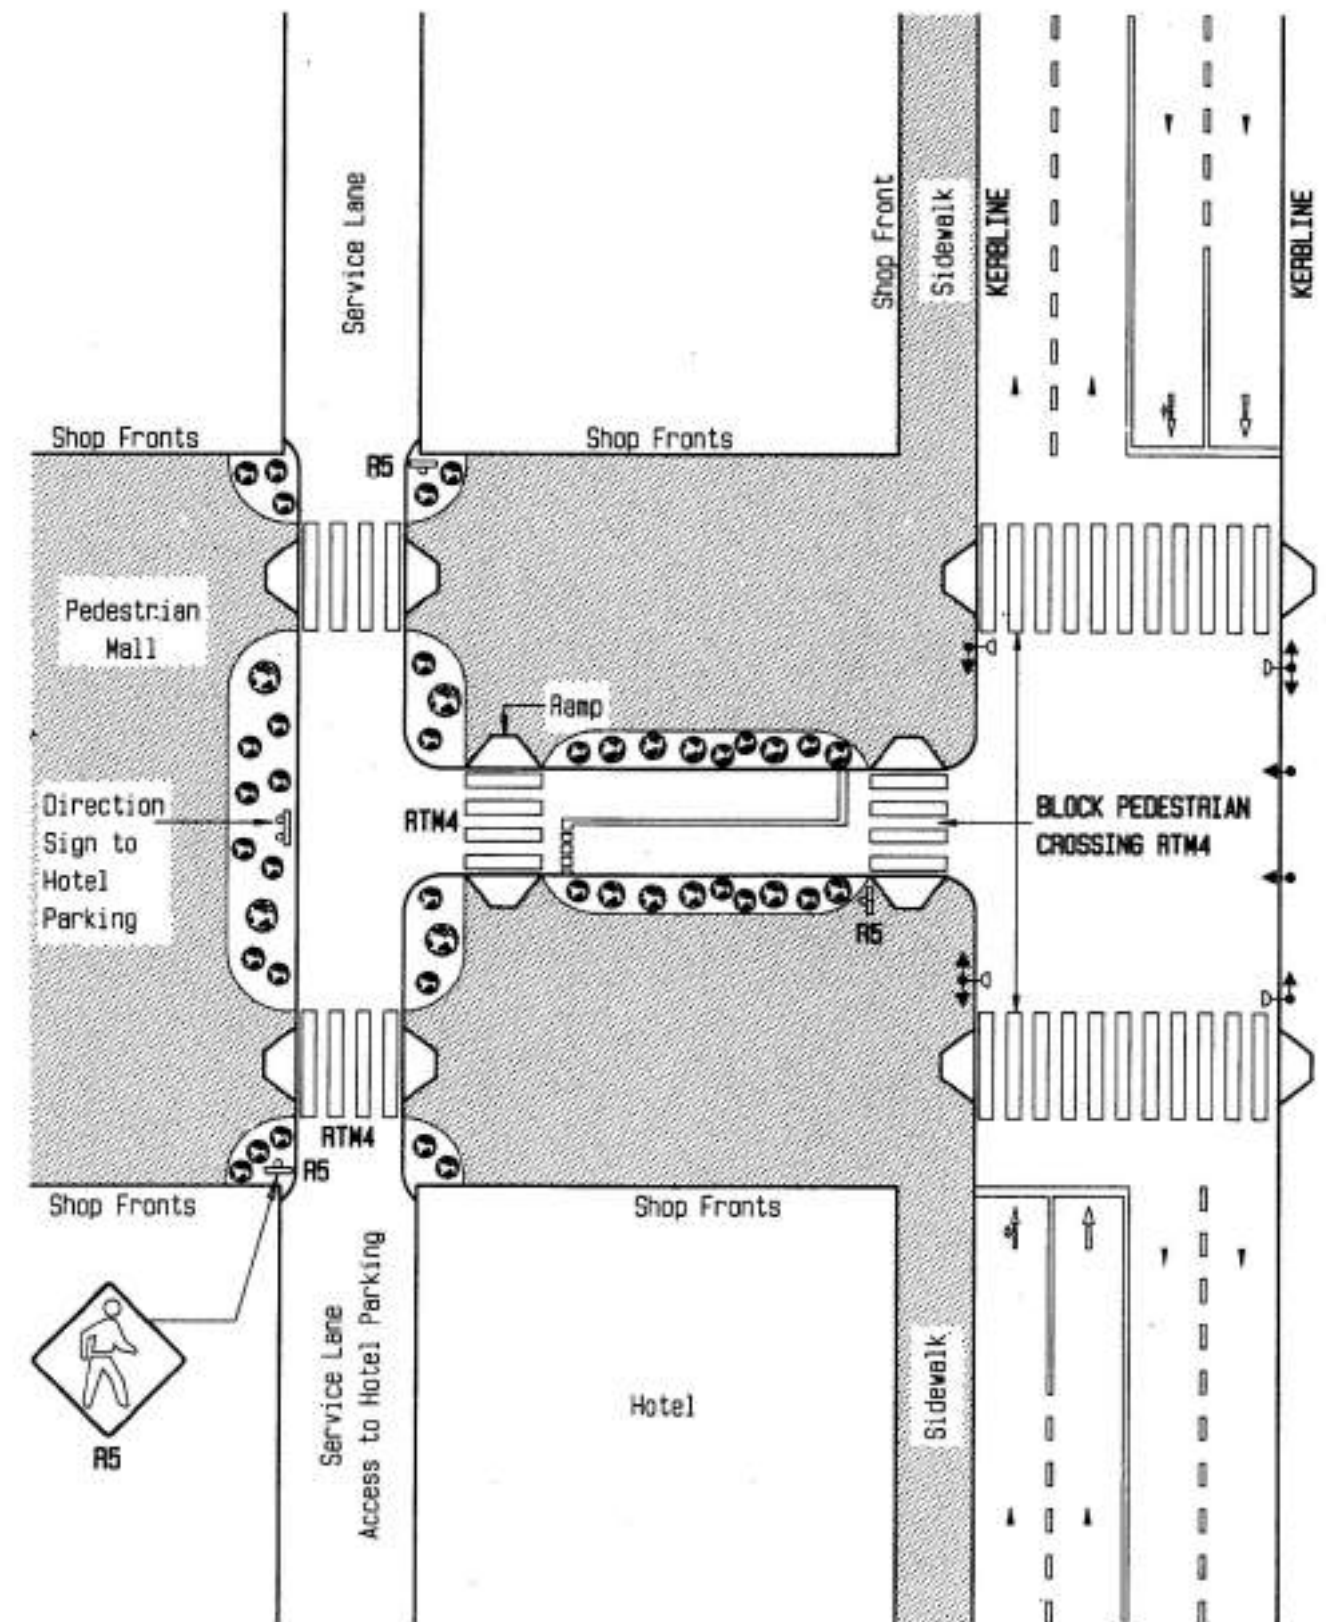 Service Lane
Shop Front
Sidewalk
KERBLINE
KERBLINE
Shop Fronts
Shop Fronts
R5
Pedestrian
Mall
Ramp
Direction
Sign to
Hotel
Parking
RTM4
BLOCK PEDESTRIAN
CROSSING RTM4
R5
RTM4
R5
Shop Fronts
Shop Fronts
Service Lane
Access to Hotel Parking
Hotel
Sidewalk
R5